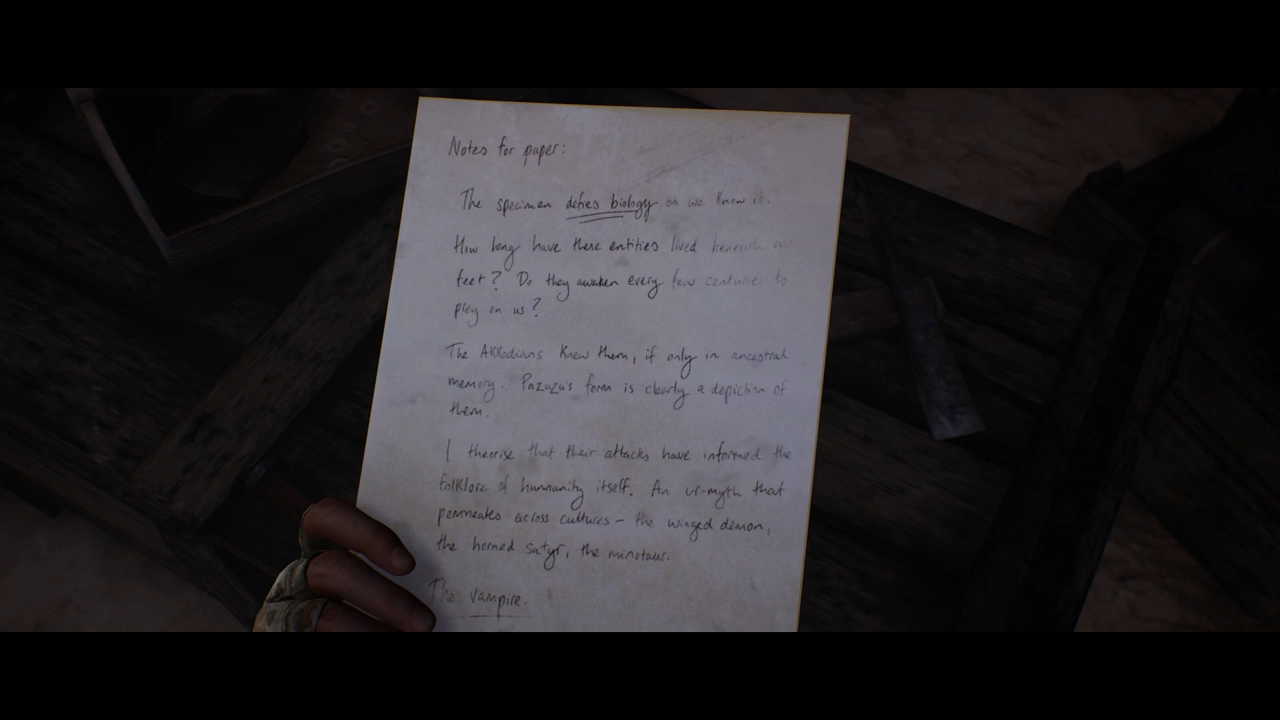 Notes for paper:
The specimen defies biology as we know it.
How long have these entities lived beneath our
feet? Do they awaken every few centuries to
prey on us?
The Akkadians knew them, if only in ancestral
memory. Pazuzu's form is clearly a depiction of
them.
I theorise that their attacks have informed the
folklore of humanity itself. An ur-myth that
permeates across cultures – the winged demon,
the horned satyr, the minotaur.
The vampire.